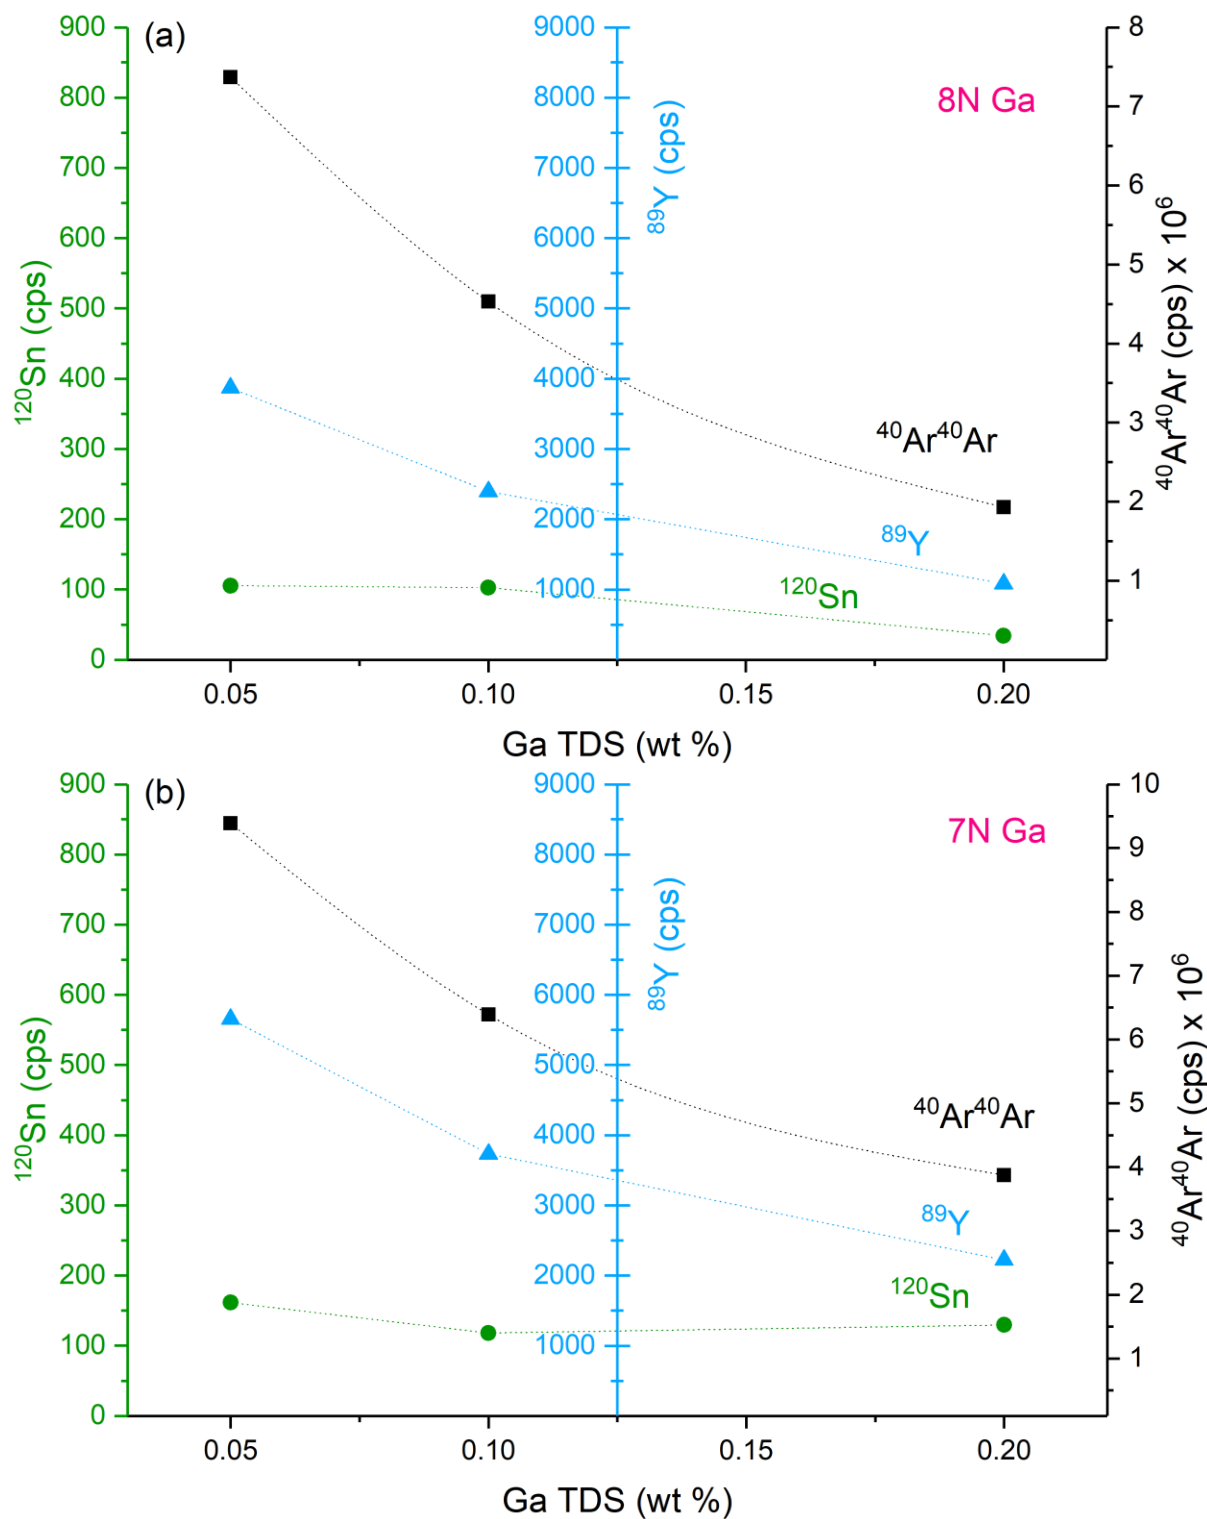 (a)
8N Ga
900
800
700
600
500
400
300
200
100
0
¹²⁰Sn (cps)
9000
8000
7000
6000
5000
4000
3000
2000
1000
⁸⁹Y (cps)
8
7
6
5
4
3
2
1
⁴⁰Ar⁴⁰Ar (cps) x 10⁶
⁴⁰Ar⁴⁰Ar
⁸⁹Y
¹²⁰Sn
0.05 0.10 0.15 0.20
Ga TDS (wt %)
(b)
7N Ga
900
800
700
600
500
400
300
200
100
0
¹²⁰Sn (cps)
9000
8000
7000
6000
5000
4000
3000
2000
1000
⁸⁹Y (cps)
10
9
8
7
6
5
4
3
2
1
⁴⁰Ar⁴⁰Ar (cps) x 10⁶
⁴⁰Ar⁴⁰Ar
⁸⁹Y
¹²⁰Sn
0.05 0.10 0.15 0.20
Ga TDS (wt %)